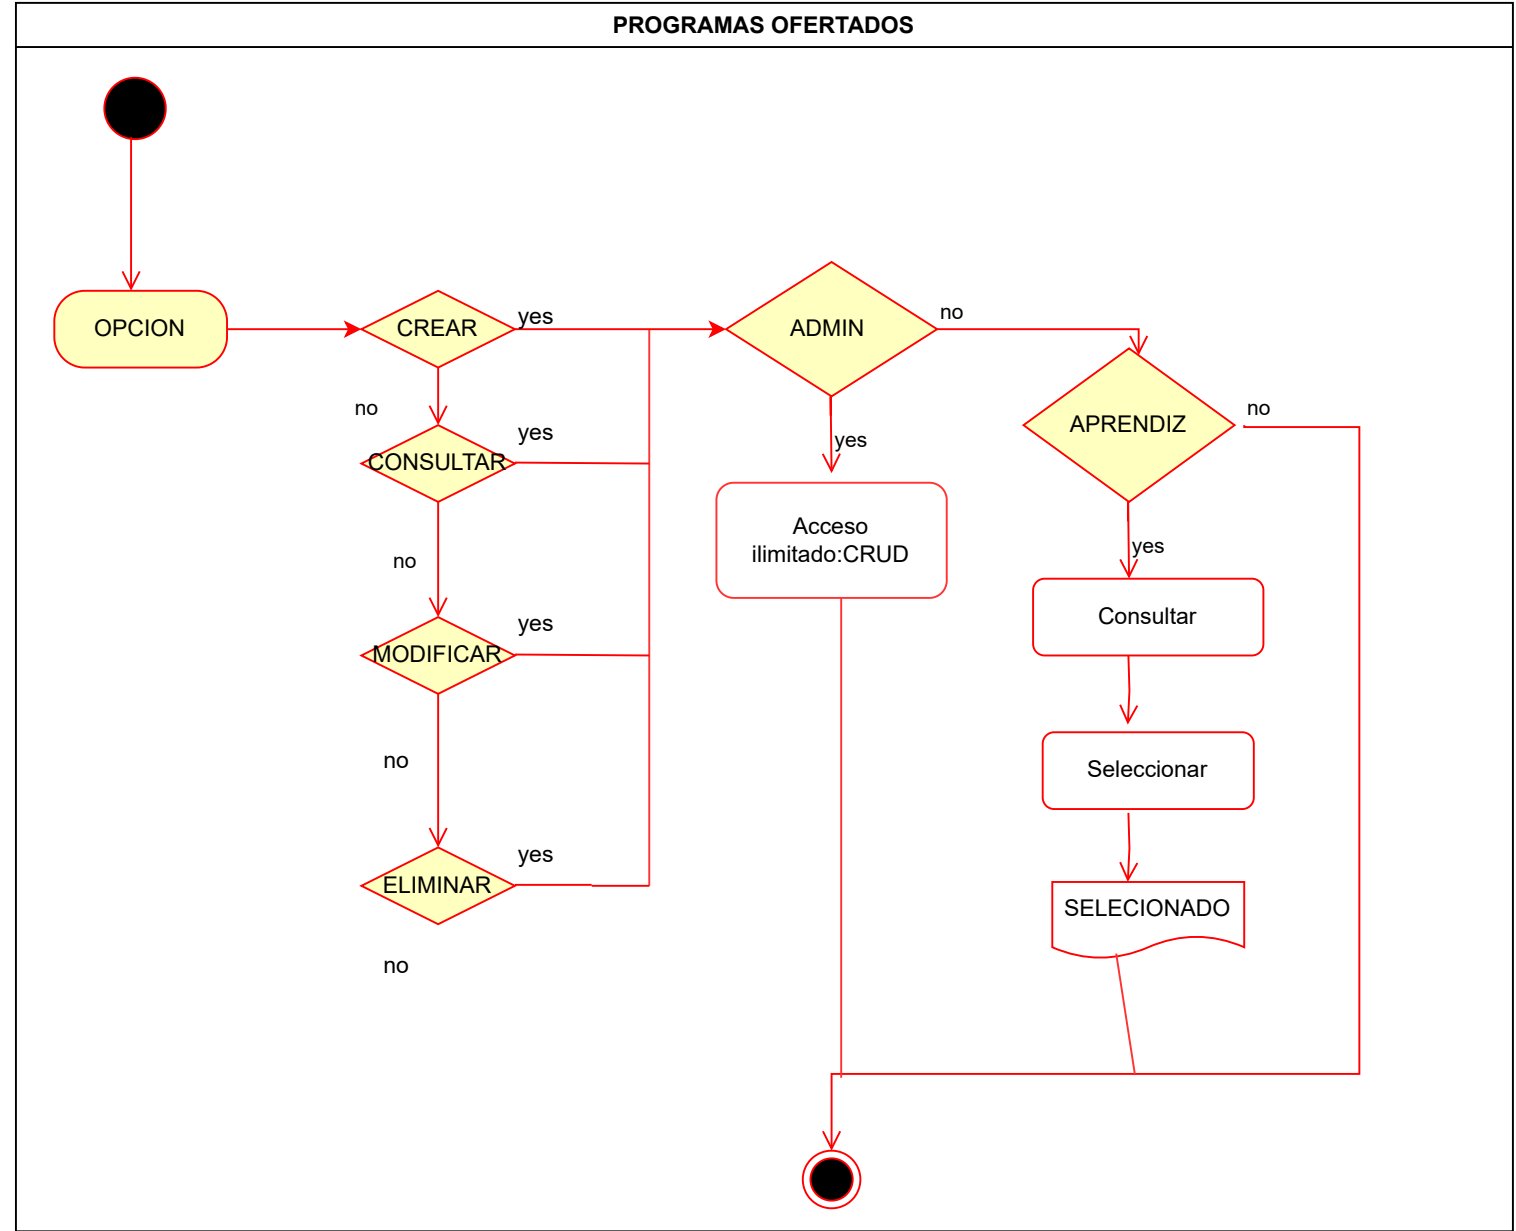 PROGRAMAS OFERTADOS
OPCION
CREAR
yes
ADMIN
no
no
CONSULTAR
yes
yes
APRENDIZ
no
Acceso
ilimitado:CRUD
no
yes
MODIFICAR
yes
Consultar
no
Seleccionar
ELIMINAR
yes
SELECIONADO
no